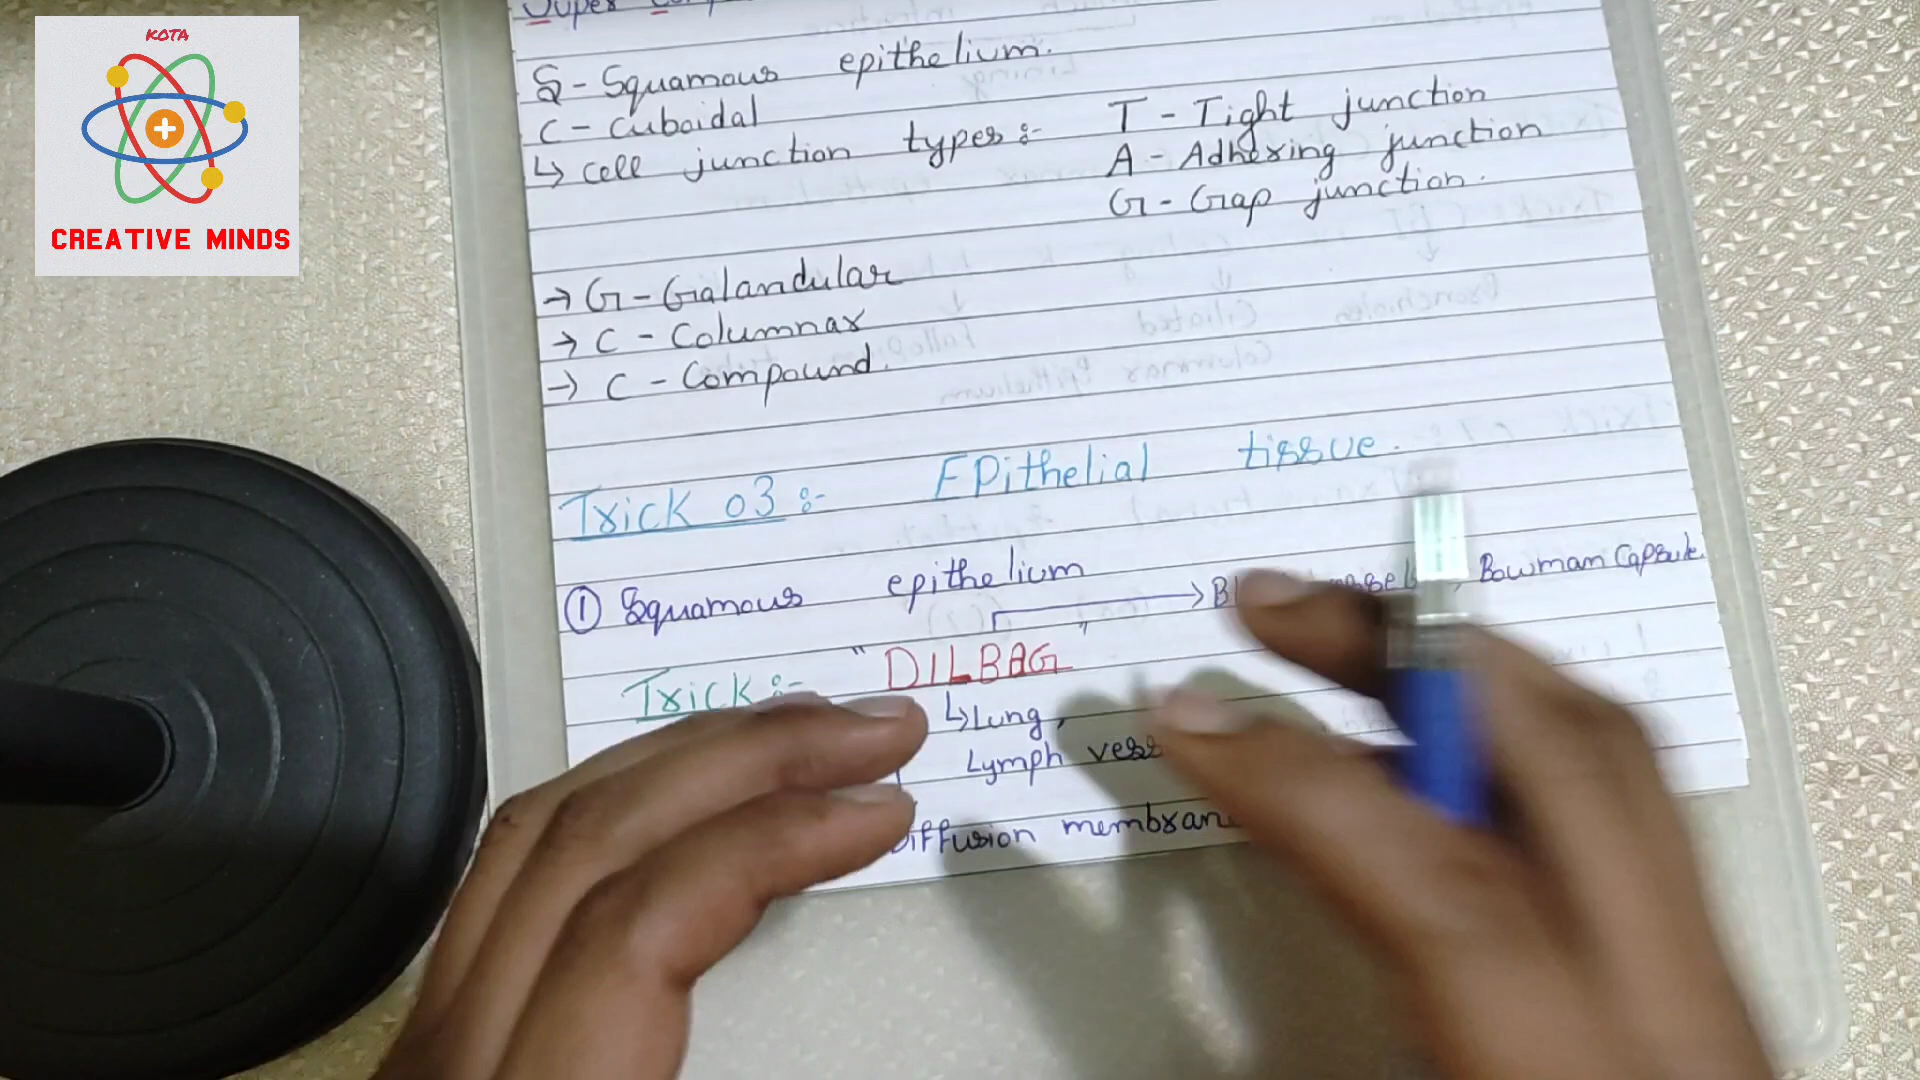 KOTA
CREATIVE MINDS
Super
S - Squamous epithelium.
C - Cuboidal
↳ cell junction types :-
T - Tight junction
A - Adhering junction
G - Gap junction.
→ G - Galandular
→ C - Columnar
→ C - Compound.
Trick 03 :- EPithelial tissue.
① Squamous epithelium
→ , Bowman Capsule.
Trick :- "DILBAG"
↳ Lung,
Lymph
Diffusion